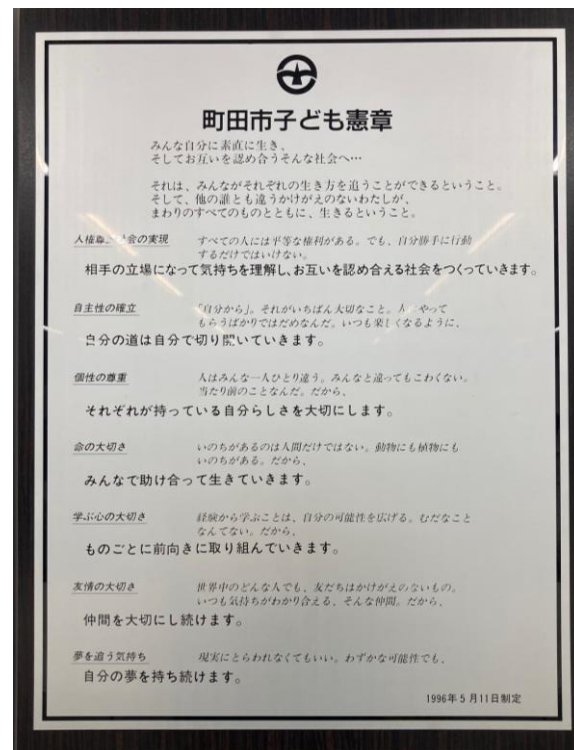 町田市子ども憲章
みんな自分に素直に生き、
そしてお互いを認め合うそんな社会へ…
それは、みんながそれぞれの生き方を追うことができるということ。
そして、他の誰とも違うかけがえのないわたしが、
まわりのすべてのものとともに、生きるということ。
人権尊 社会の実現 すべての人には平等な権利がある。でも、自分勝手に行動
するだけではいけない。
相手の立場になって気持ちを理解し、お互いを認め合える社会をつくっていきます。
自主性の確立 「自分から」。それがいちばん大切なこと。人 やって
もらうばかりではだめなんだ。いつも楽しくなるように、
自分の道は自分で切り開いていきます。
個性の尊重 人はみんな一人ひとり違う。みんなと違ってもこわくない。
当たり前のことなんだ。だから、
それぞれが持っている自分らしさを大切にします。
命の大切さ いのちがあるのは人間だけではない。動物にも植物にも
いのちがある。だから、
みんなで助け合って生きていきます。
学ぶ心の大切さ 経験から学ぶことは、自分の可能性を広げる。むだなこと
なんてない。だから、
ものごとに前向きに取り組んでいきます。
友情の大切さ 世界中のどんな人でも、友だちはかけがえのないもの。
いつも気持ちがわかり合える、そんな仲間。だから、
仲間を大切にし続けます。
夢を追う気持ち 現実にとらわれなくてもいい。わずかな可能性でも、
自分の夢を持ち続けます。
1996年5月11日制定